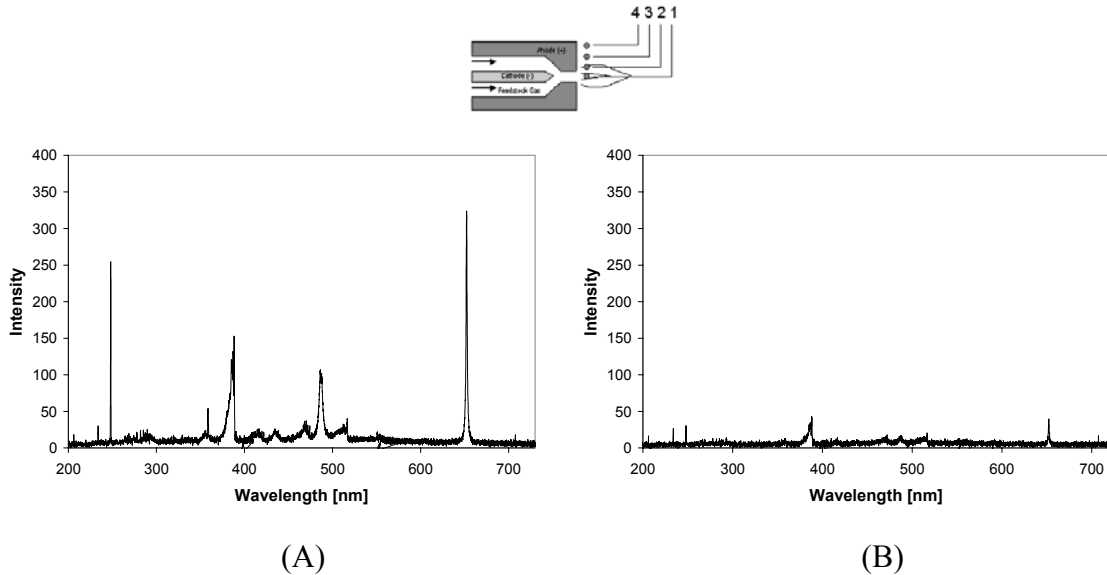 4 3 2 1
Anode (+)
Cathode (-)
Feedstock Gas
400
350
300
250
200
150
100
50
0
Intensity
200 300 400 500 600 700
Wavelength [nm]
(A)
400
350
300
250
200
150
100
50
0
Intensity
200 300 400 500 600 700
Wavelength [nm]
(B)